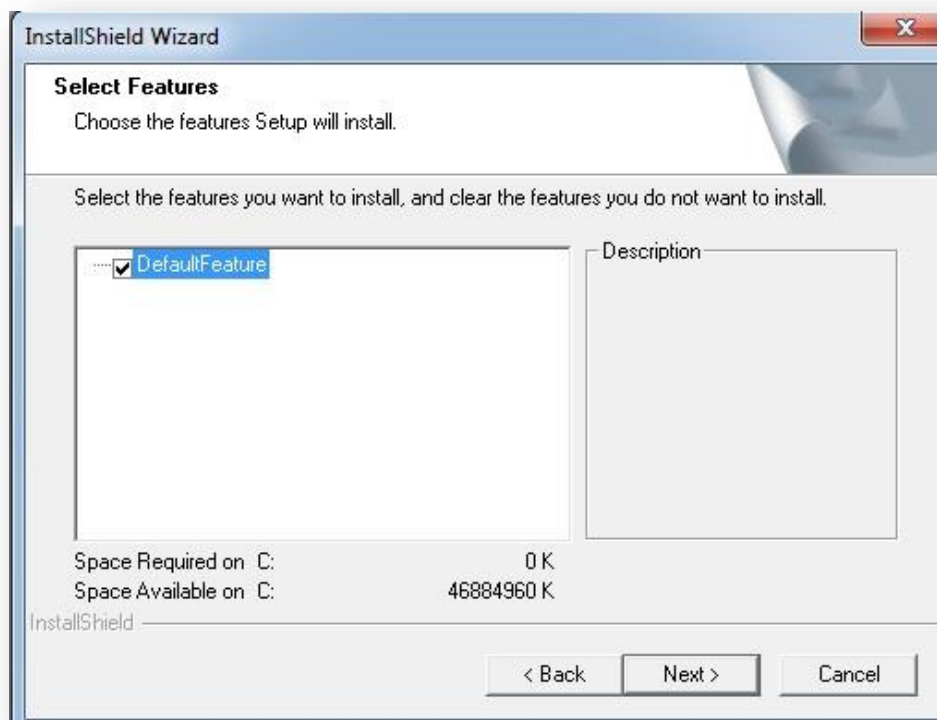 InstallShield Wizard
Select Features
Choose the features Setup will install.
Select the features you want to install, and clear the features you do not want to install.
DefaultFeature
Description
Space Required on C: 0 K
Space Available on C: 46884960 K
InstallShield
< Back Next > Cancel